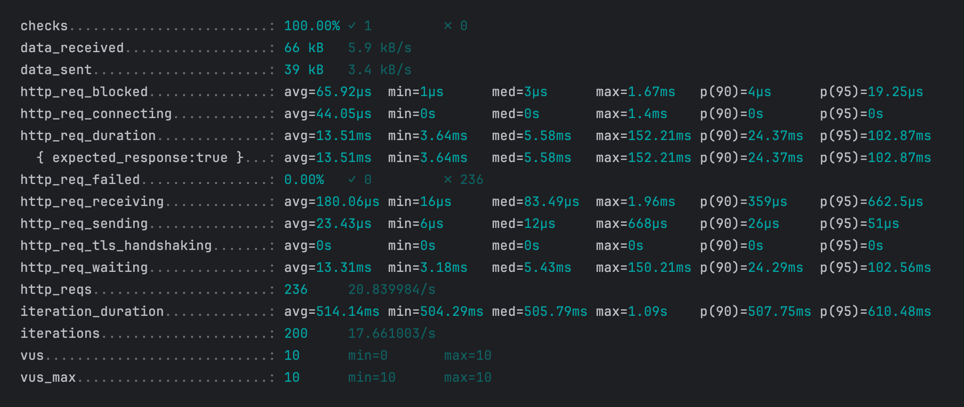 checks.........................: 100.00% ✓ 1         ✗ 0
data_received..................: 66 kB   5.9 kB/s
data_sent......................: 39 kB   3.4 kB/s
http_req_blocked...............: avg=65.92µs  min=1µs      med=3µs      max=1.67ms   p(90)=4µs      p(95)=19.25µs
http_req_connecting............: avg=44.05µs  min=0s       med=0s       max=1.4ms    p(90)=0s       p(95)=0s
http_req_duration..............: avg=13.51ms  min=3.64ms   med=5.58ms   max=152.21ms p(90)=24.37ms  p(95)=102.87ms
  { expected_response:true }...: avg=13.51ms  min=3.64ms   med=5.58ms   max=152.21ms p(90)=24.37ms  p(95)=102.87ms
http_req_failed................: 0.00%   ✓ 0         ✗ 236
http_req_receiving.............: avg=180.06µs min=16µs     med=83.49µs  max=1.96ms   p(90)=359µs    p(95)=662.5µs
http_req_sending...............: avg=23.43µs  min=6µs      med=12µs     max=668µs    p(90)=26µs     p(95)=51µs
http_req_tls_handshaking.......: avg=0s       min=0s       med=0s       max=0s       p(90)=0s       p(95)=0s
http_req_waiting...............: avg=13.31ms  min=3.18ms   med=5.43ms   max=150.21ms p(90)=24.29ms  p(95)=102.56ms
http_reqs......................: 236     20.839984/s
iteration_duration.............: avg=514.14ms min=504.29ms med=505.79ms max=1.09s    p(90)=507.75ms p(95)=610.48ms
iterations.....................: 200     17.661003/s
vus............................: 10      min=0       max=10
vus_max........................: 10      min=10      max=10